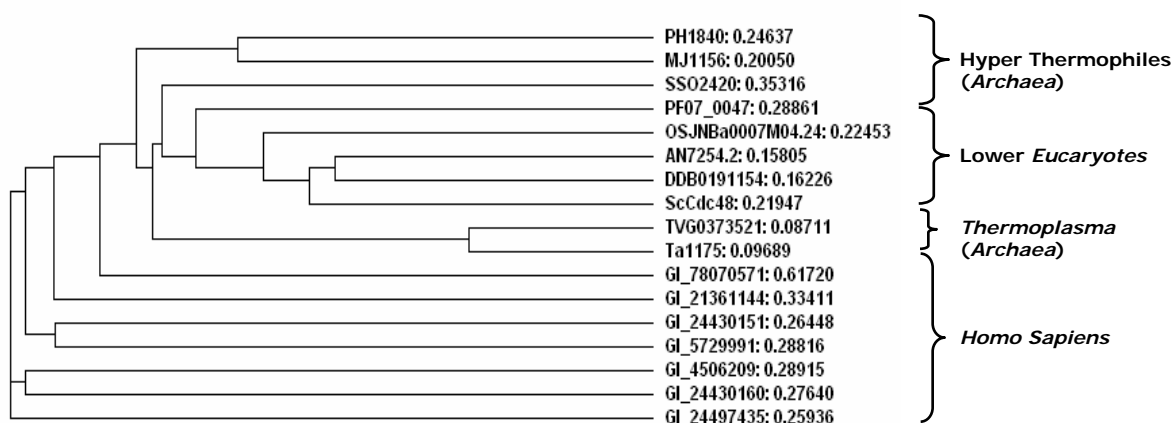 PH1840: 0.24637
MJ1156: 0.20050
SSO2420: 0.35316
PF07_0047: 0.28861
OSJNBa0007M04.24: 0.22453
AN7254.2: 0.15805
DDB0191154: 0.16226
ScCdc48: 0.21947
TVG0373521: 0.08711
Ta1175: 0.09689
GI_78070571: 0.61720
GI_21361144: 0.33411
GI_24430151: 0.26448
GI_5729991: 0.28816
GI_4506209: 0.28915
GI_24430160: 0.27640
GI_24497435: 0.25936
Hyper Thermophiles
(Archaea)
Lower Eucaryotes
Thermoplasma
(Archaea)
Homo Sapiens